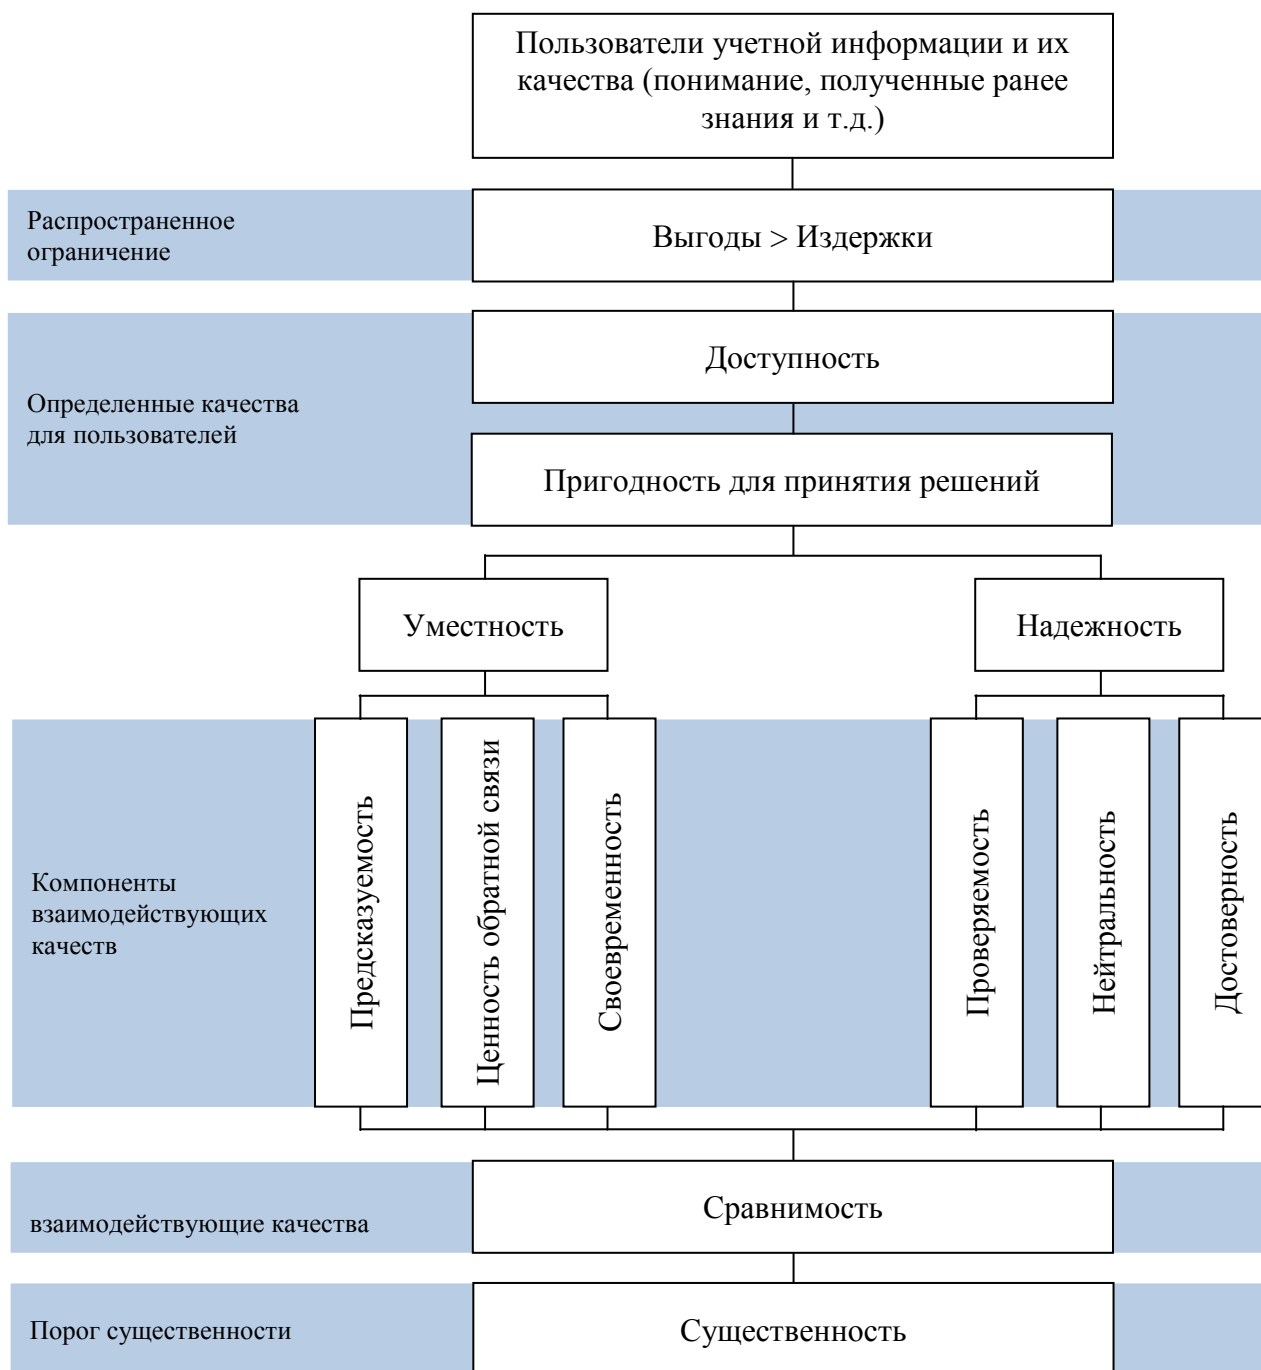 Пользователи учетной информации и их
качества (понимание, полученные ранее
знания и т.д.)
Распространенное
ограничение
Выгоды > Издержки
Определенные качества
для пользователей
Доступность
Пригодность для принятия решений
Уместность
Надежность
Компоненты
взаимодействующих
качеств
Предсказуемость
Ценность обратной связи
Своевременность
Проверяемость
Нейтральность
Достоверность
взаимодействующие качества
Сравнимость
Порог существенности
Существенность